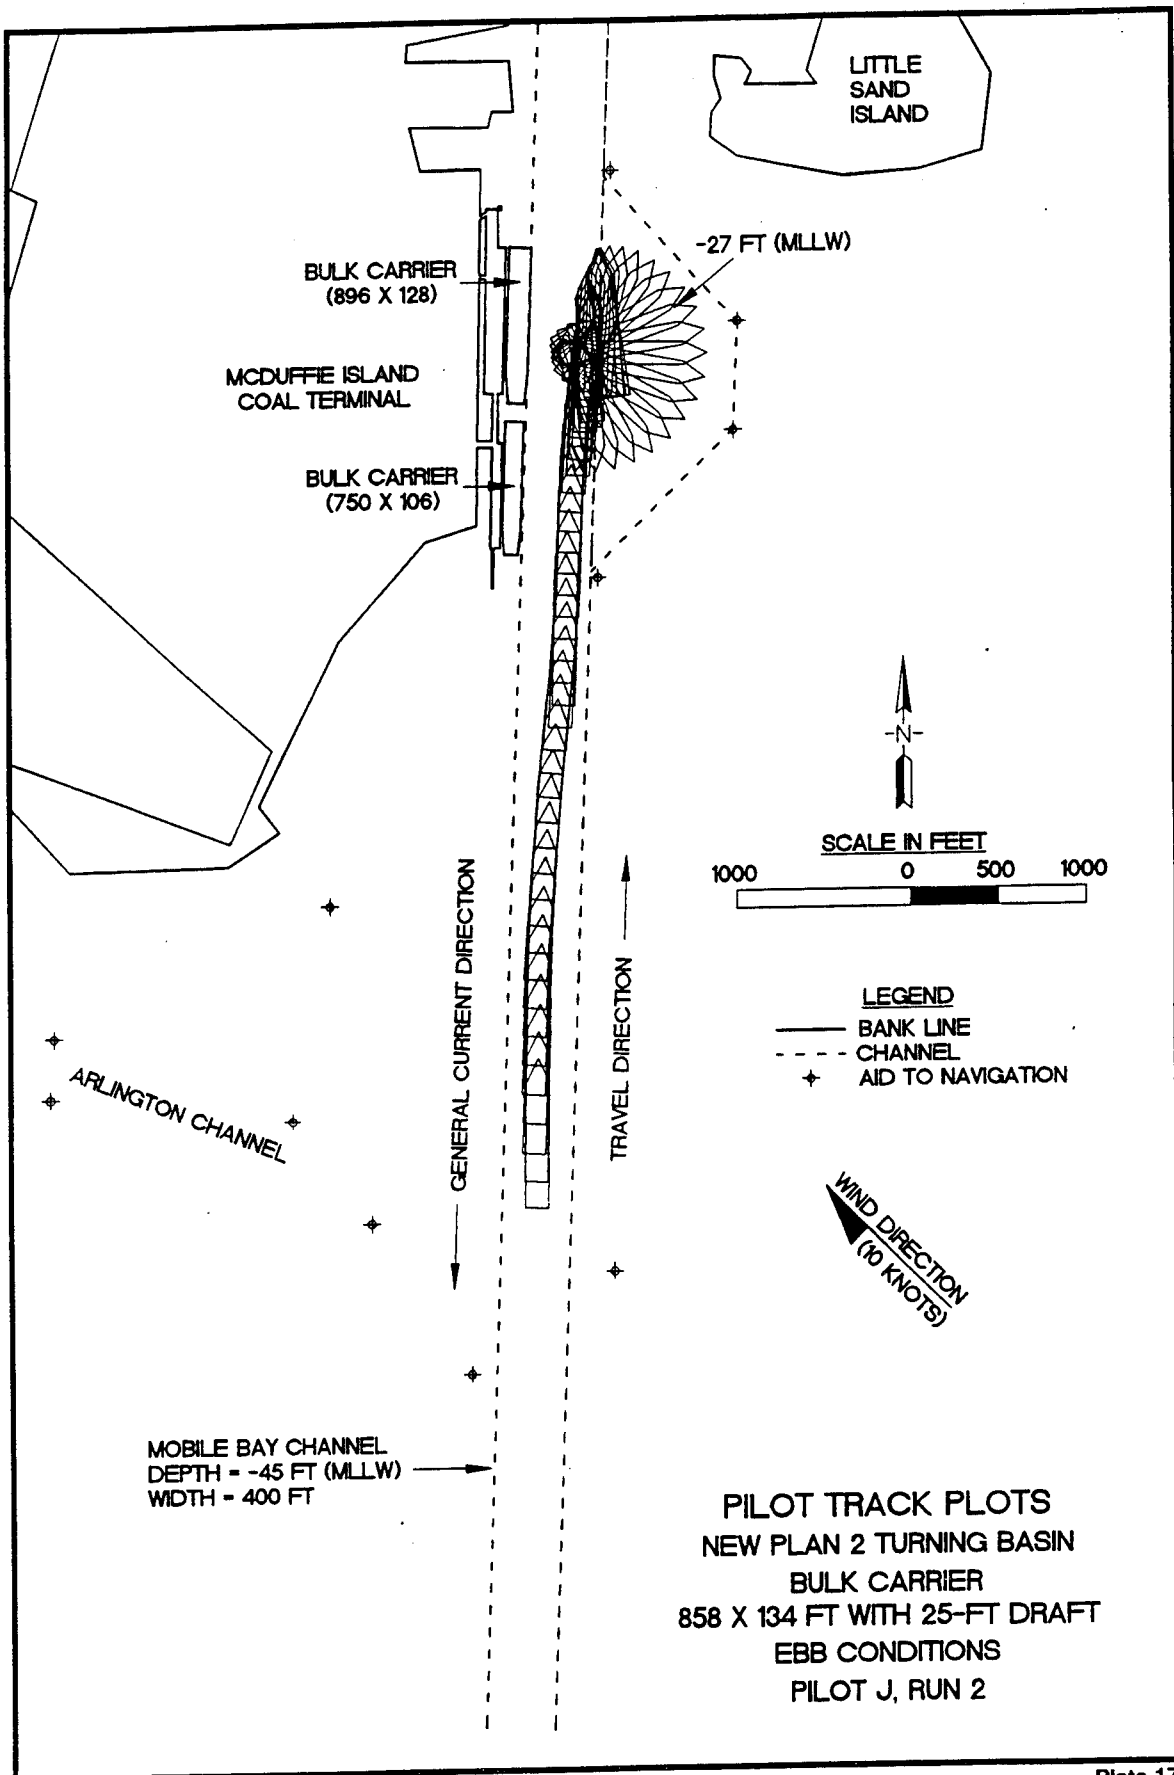 LITTLE
SAND
ISLAND
-27 FT (MLLW)
BULK CARRIER
(896 X 128)
MCDUFFIE ISLAND
COAL TERMINAL
BULK CARRIER
(750 X 106)
-N-
SCALE IN FEET
1000 0 500 1000
GENERAL CURRENT DIRECTION
TRAVEL DIRECTION
LEGEND
BANK LINE
CHANNEL
AID TO NAVIGATION
ARLINGTON CHANNEL
WIND DIRECTION
(10 KNOTS)
MOBILE BAY CHANNEL
DEPTH = -45 FT (MLLW)
WIDTH = 400 FT
PILOT TRACK PLOTS
NEW PLAN 2 TURNING BASIN
BULK CARRIER
858 X 134 FT WITH 25-FT DRAFT
EBB CONDITIONS
PILOT J, RUN 2
Plate 17